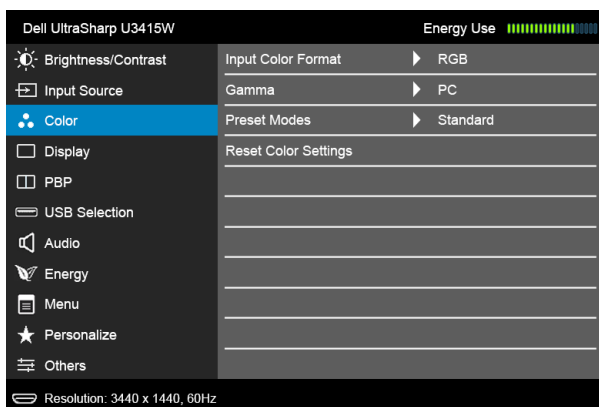 Dell UltraSharp U3415W Energy Use
Brightness/Contrast Input Color Format RGB
Input Source Gamma PC
Color Preset Modes Standard
Display Reset Color Settings
PBP
USB Selection
Audio
Energy
Menu
Personalize
Others
Resolution: 3440 x 1440, 60Hz